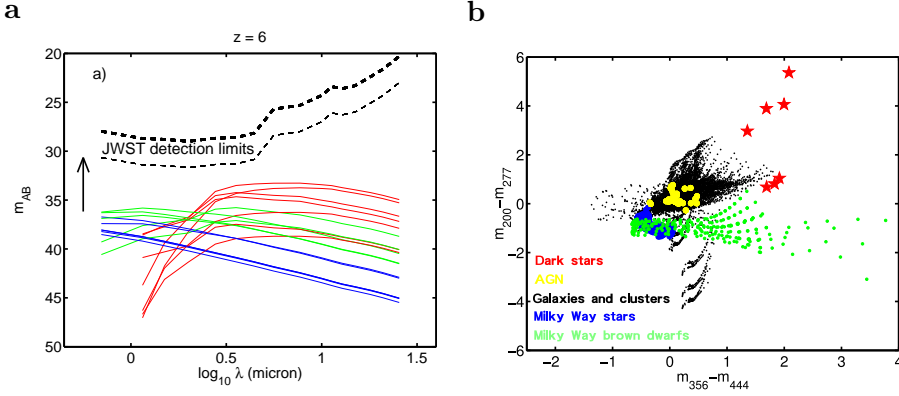 a
z = 6
a)
JWST detection limits
m_AB
20
25
30
35
40
45
50
0
0.5
1
1.5
log₁₀ λ (micron)
b
m₂₀₀−m₂₇₇
6
4
2
0
−2
−4
−6
Dark stars
AGN
Galaxies and clusters
Milky Way stars
Milky Way brown dwarfs
−2
−1
0
1
2
3
4
m₃₅₆−m₄₄₄